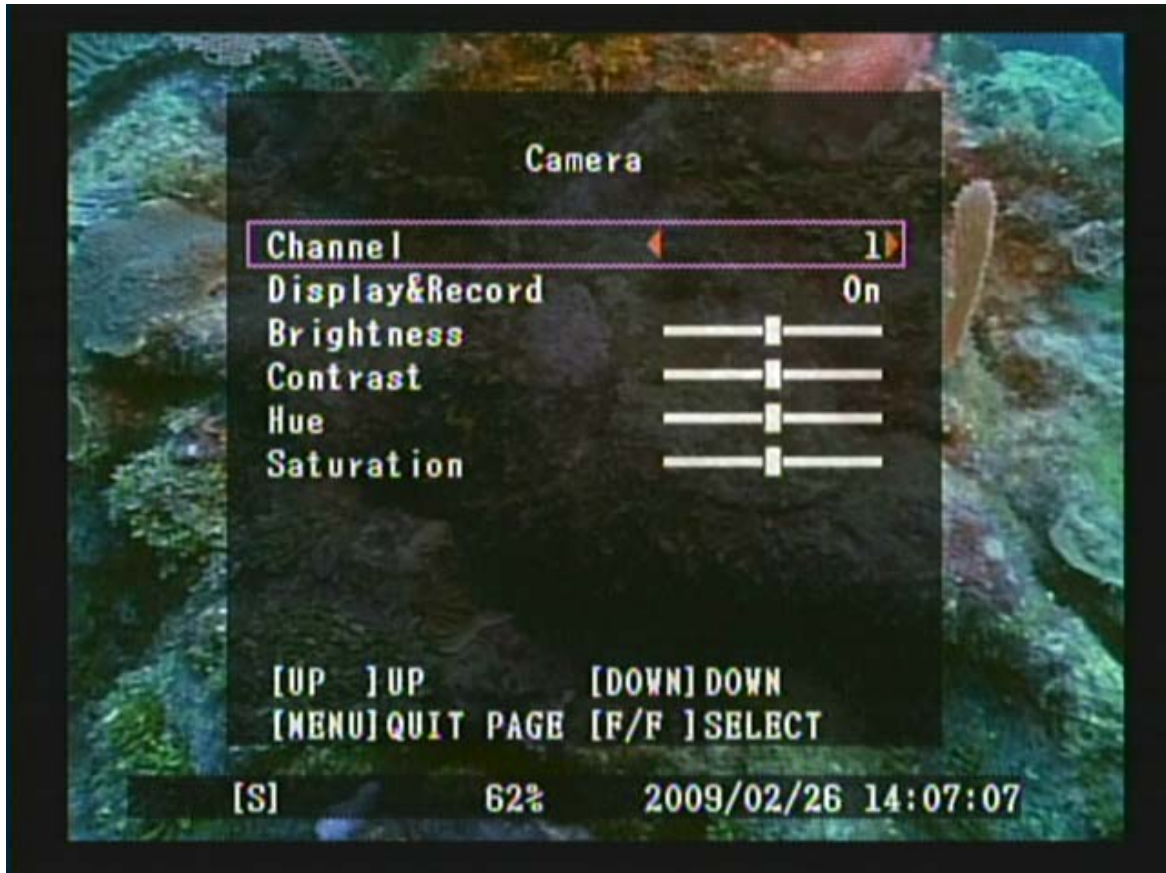 Camera
Channel 1
Display&Record On
Brightness
Contrast
Hue
Saturation
[UP ]UP [DOWN]DOWN
[MENU]QUIT PAGE [F/F ]SELECT
[S] 62% 2009/02/26 14:07:07